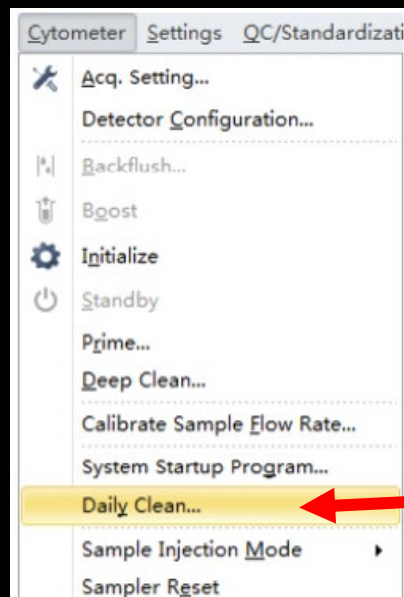 Cytometer Settings QC/Standardizati
Acq. Setting...
Detector Configuration...
Backflush...
Boost
Initialize
Standby
Prime...
Deep Clean...
Calibrate Sample Flow Rate...
System Startup Program...
Daily Clean...
Sample Injection Mode
Sampler Reset